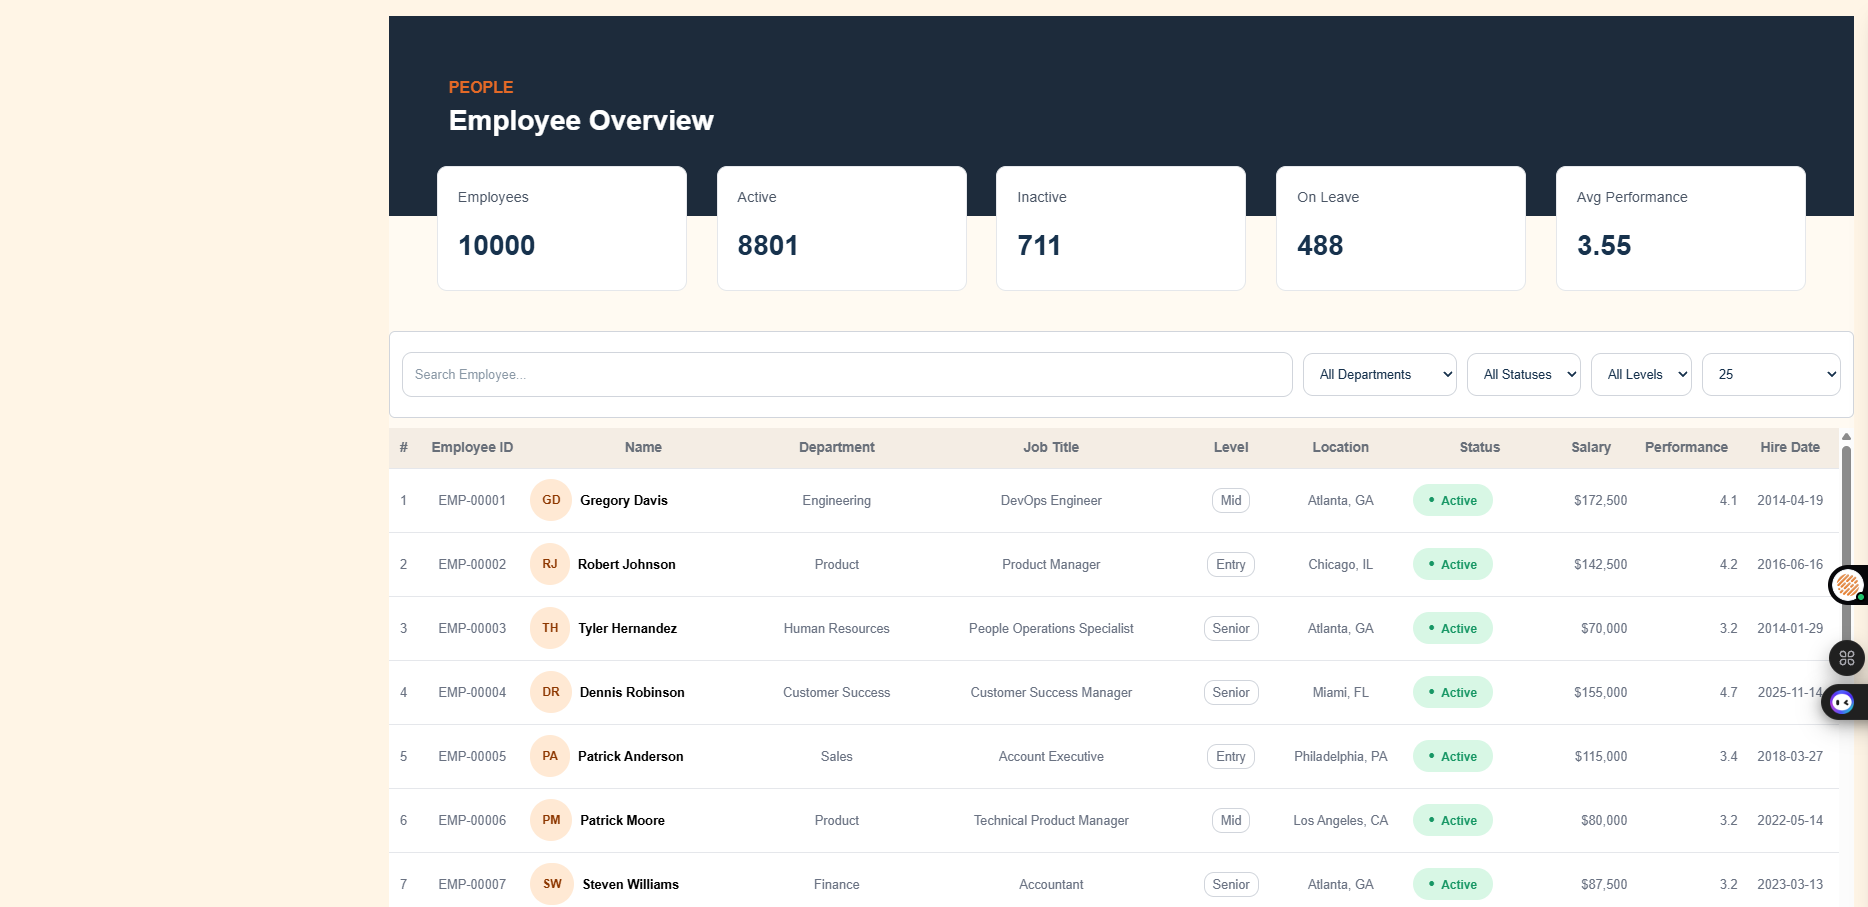 PEOPLE
Employee Overview
Employees Active Inactive On Leave Avg Performance
10000 8801 711 488 3.55
Search Employee... All Departments All Statuses All Levels 25
# Employee ID Name Department Job Title Level Location Status Salary Performance Hire Date
1 EMP-00001 GD Gregory Davis Engineering DevOps Engineer Mid Atlanta, GA • Active $172,500 4.1 2014-04-19
2 EMP-00002 RJ Robert Johnson Product Product Manager Entry Chicago, IL • Active $142,500 4.2 2016-06-16
3 EMP-00003 TH Tyler Hernandez Human Resources People Operations Specialist Senior Atlanta, GA • Active $70,000 3.2 2014-01-29
4 EMP-00004 DR Dennis Robinson Customer Success Customer Success Manager Senior Miami, FL • Active $155,000 4.7 2025-11-14
5 EMP-00005 PA Patrick Anderson Sales Account Executive Entry Philadelphia, PA • Active $115,000 3.4 2018-03-27
6 EMP-00006 PM Patrick Moore Product Technical Product Manager Mid Los Angeles, CA • Active $80,000 3.2 2022-05-14
7 EMP-00007 SW Steven Williams Finance Accountant Senior Atlanta, GA • Active $87,500 3.2 2023-03-13